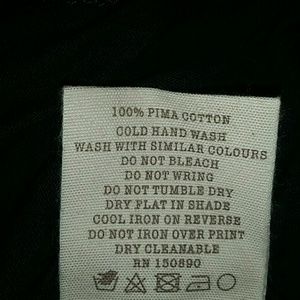 100% PIMA COTTON
COLD HAND WASH
WASH WITH SIMILAR COLOURS
DO NOT BLEACH
DO NOT WRING
DO NOT TUMBLE DRY
DRY FLAT IN SHADE
COOL IRON ON REVERSE
DO NOT IRON OVER PRINT
DRY CLEANABLE
RN 150890